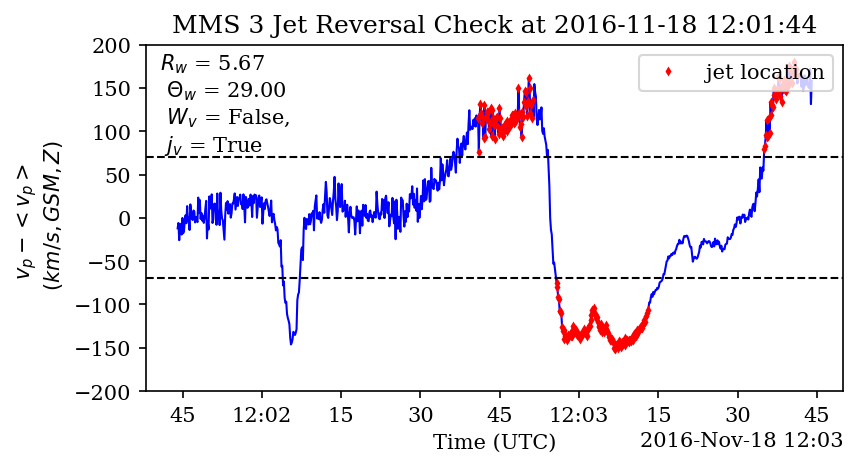 MMS 3 Jet Reversal Check at 2016-11-18 12:01:44
R_w = 5.67
Θ_w = 29.00
W_v = False,
j_v = True
jet location
v_p − < v_p >
(km/s, GSM, Z)
200
150
100
50
0
−50
−100
−150
−200
45 12:02 15 30 45 12:03 15 30 45
Time (UTC)
2016-Nov-18 12:03